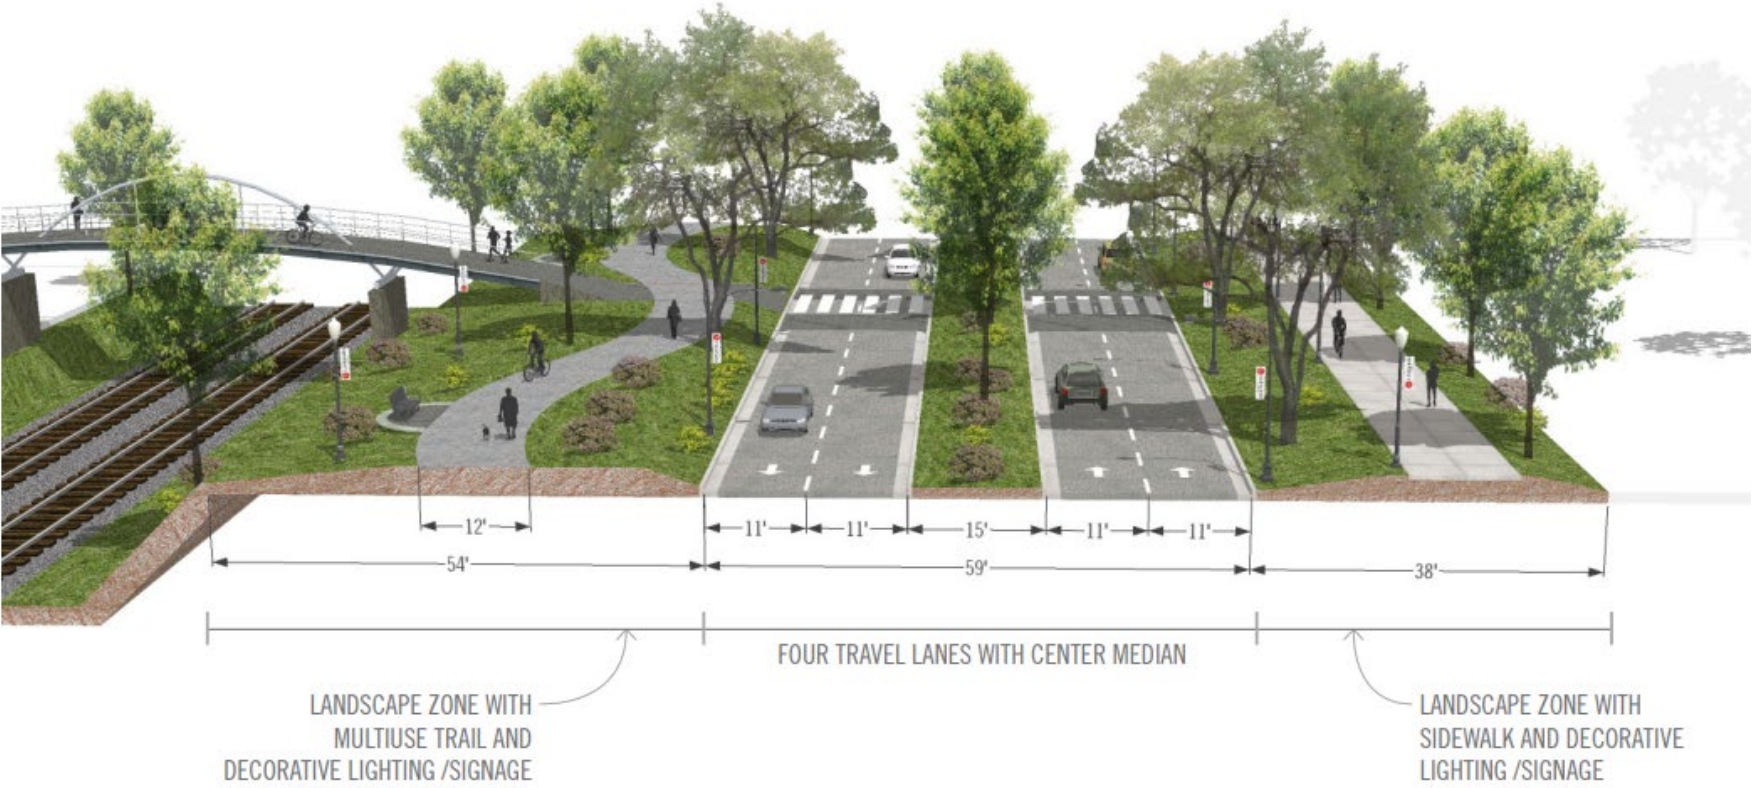 12'
11'
11'
15'
11'
11'
54'
59'
38'
FOUR TRAVEL LANES WITH CENTER MEDIAN
LANDSCAPE ZONE WITH
MULTIUSE TRAIL AND
DECORATIVE LIGHTING /SIGNAGE
LANDSCAPE ZONE WITH
SIDEWALK AND DECORATIVE
LIGHTING /SIGNAGE